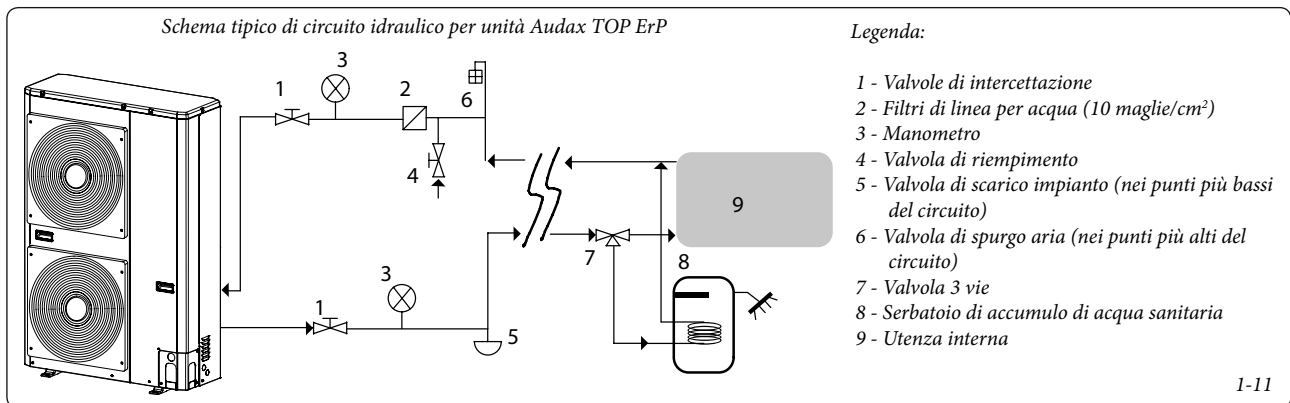 Schema tipico di circuito idraulico per unità Audax TOP ErP
3
1
2
6
4
9
7
8
3
1
5
Legenda:
1 - Valvole di intercettazione
2 - Filtri di linea per acqua (10 maglie/cm²)
3 - Manometro
4 - Valvola di riempimento
5 - Valvola di scarico impianto (nei punti più bassi
del circuito)
6 - Valvola di spurgo aria (nei punti più alti del
circuito)
7 - Valvola 3 vie
8 - Serbatoio di accumulo di acqua sanitaria
9 - Utenza interna
1-11